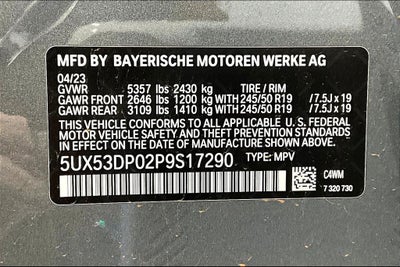 MFD BY BAYERISCHE MOTOREN WERKE AG
04/23
GVWR 5357 lbs 2430 kg TIRE / RIM
GAWR FRONT 2646 lbs 1200 kg WITH 245/50 R19 / 7.5J x 19
GAWR REAR 3109 lbs 1410 kg WITH 245/50 R19 / 7.5J x 19
THIS VEHICLE CONFORMS TO ALL APPLICABLE U. S. FEDERAL
MOTOR VEHICLE SAFETY, BUMPER, AND THEFT PREVENTION
STANDARDS IN EFFECT ON THE DATE OF MANUFACTURE SHOWN ABOVE.
5UX53DP02P9S17290 TYPE: MPV
C4WM
7 320 730